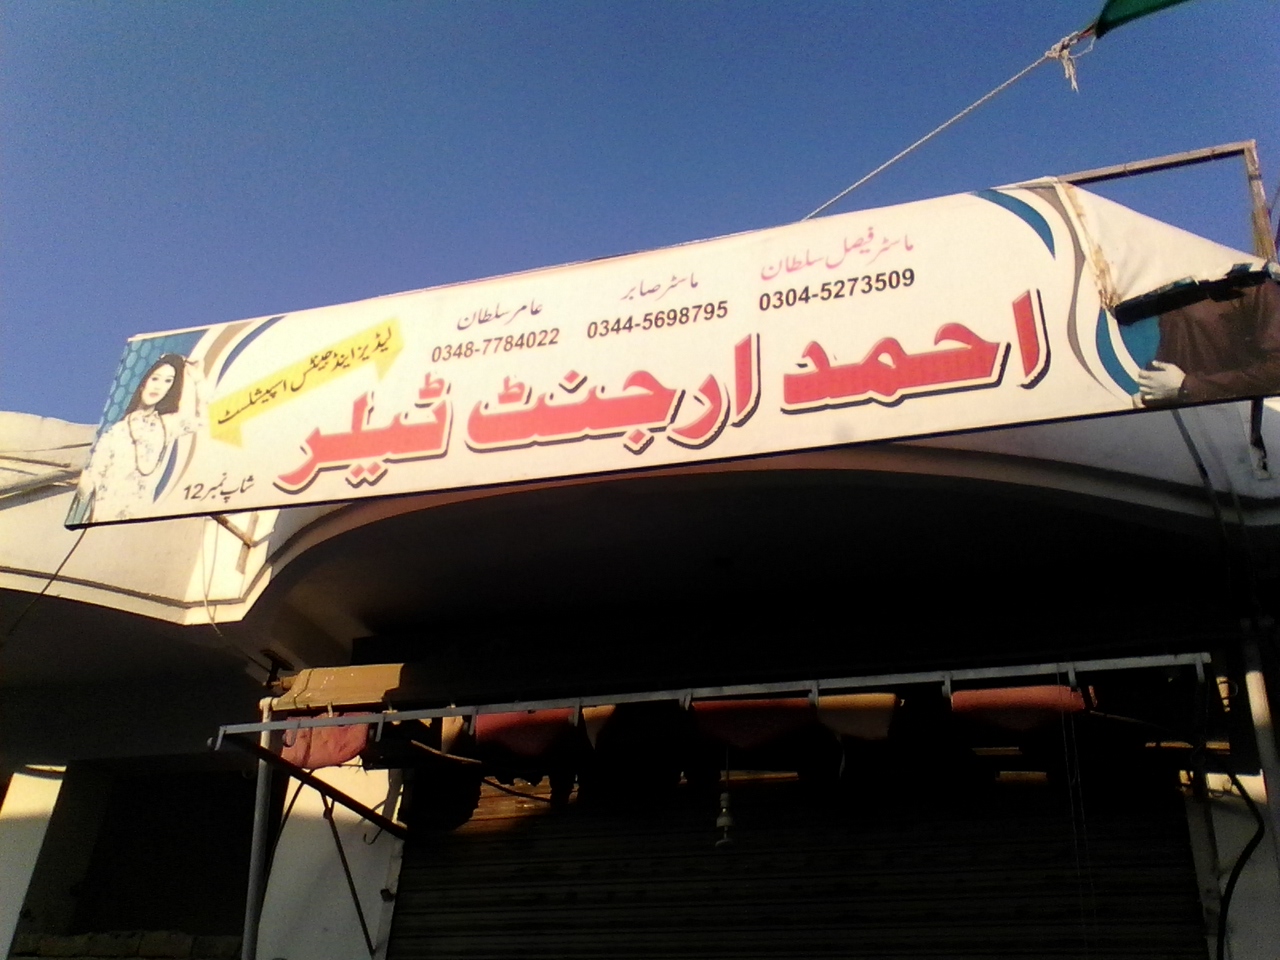 ماسٹر فیصل سلطان
0304-5273509
ماسٹر صابر
0344-5698795
عامر سلطان
0348-7784022
لیڈیز اینڈ جینٹس اسپیشلسٹ
احمد ارجنٹ ٹیلر
شاپ نمبر 12